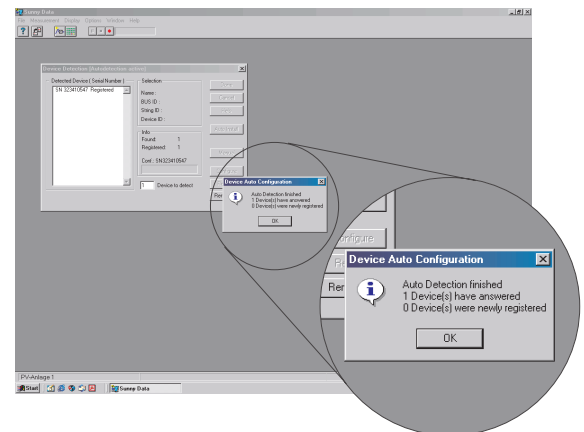 Sunny Data
File Measurement Display Options Window Help
Device Detection (Autodetection active)
Detected Device ( Serial Number )
SN 323410547 Registered
Selection
Name :
BUS ID :
String ID :
Device ID :
Info
Found: 1
Registered: 1
Conf.: SN323410547
1 Device to detect
Cancel
Device Auto Configuration
Auto Detection finished
1 Device(s) have answered
0 Device(s) were newly registered
OK
Device Auto Configuration
Auto Detection finished
1 Device(s) have answered
0 Device(s) were newly registered
OK
PV-Anlage 1
Start
Sunny Data